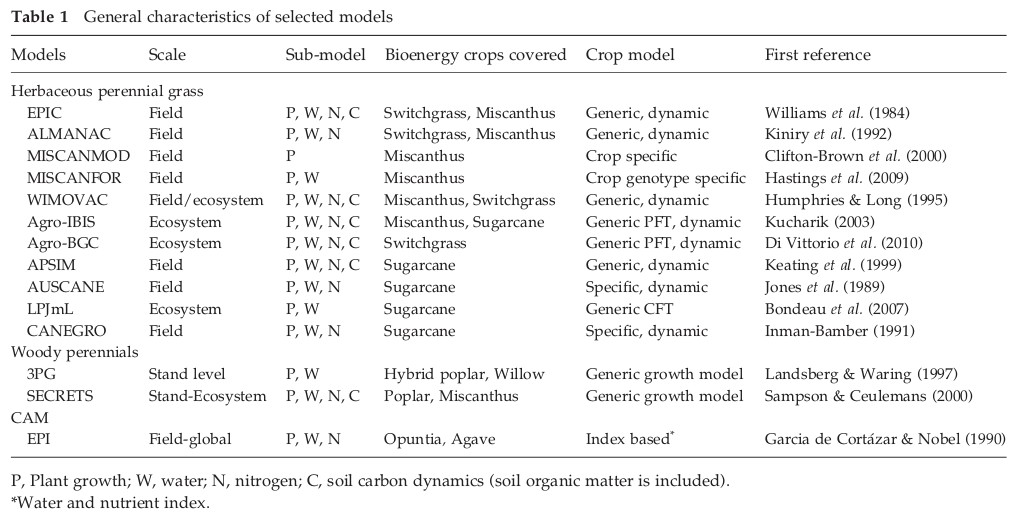 Table 1 General characteristics of selected models
Models Scale Sub-model Bioenergy crops covered Crop model First reference
Herbaceous perennial grass
EPIC Field P, W, N, C Switchgrass, Miscanthus Generic, dynamic Williams et al. (1984)
ALMANAC Field P, W, N Switchgrass, Miscanthus Generic, dynamic Kiniry et al. (1992)
MISCANMOD Field P Miscanthus Crop specific Clifton-Brown et al. (2000)
MISCANFOR Field P, W Miscanthus Crop genotype specific Hastings et al. (2009)
WIMOVAC Field/ecosystem P, W, N, C Miscanthus, Switchgrass Generic, dynamic Humphries & Long (1995)
Agro-IBIS Ecosystem P, W, N, C Miscanthus, Sugarcane Generic PFT, dynamic Kucharik (2003)
Agro-BGC Ecosystem P, W, N, C Switchgrass Generic PFT, dynamic Di Vittorio et al. (2010)
APSIM Field P, W, N, C Sugarcane Generic, dynamic Keating et al. (1999)
AUSCANE Field P, W, N Sugarcane Specific, dynamic Jones et al. (1989)
LPJmL Ecosystem P, W Sugarcane Generic CFT Bondeau et al. (2007)
CANEGRO Field P, W, N Sugarcane Specific, dynamic Inman-Bamber (1991)
Woody perennials
3PG Stand level P, W Hybrid poplar, Willow Generic growth model Landsberg & Waring (1997)
SECRETS Stand-Ecosystem P, W, N, C Poplar, Miscanthus Generic growth model Sampson & Ceulemans (2000)
CAM
EPI Field-global P, W, N Opuntia, Agave Index based* Garcia de Cortázar & Nobel (1990)
P, Plant growth; W, water; N, nitrogen; C, soil carbon dynamics (soil organic matter is included).
*Water and nutrient index.